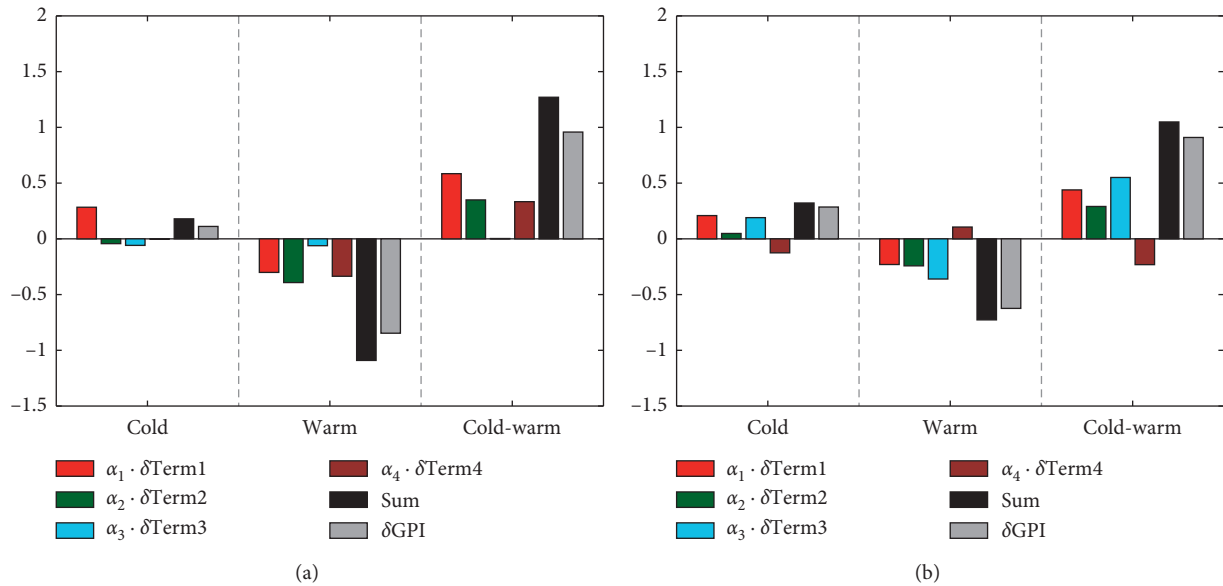 2
1.5
1
0.5
0
−0.5
−1
−1.5
Cold Warm Cold-warm
α1 · δTerm1
α2 · δTerm2
α3 · δTerm3
α4 · δTerm4
Sum
δGPI
(a)
2
1.5
1
0.5
0
−0.5
−1
−1.5
Cold Warm Cold-warm
α1 · δTerm1
α2 · δTerm2
α3 · δTerm3
α4 · δTerm4
Sum
δGPI
(b)